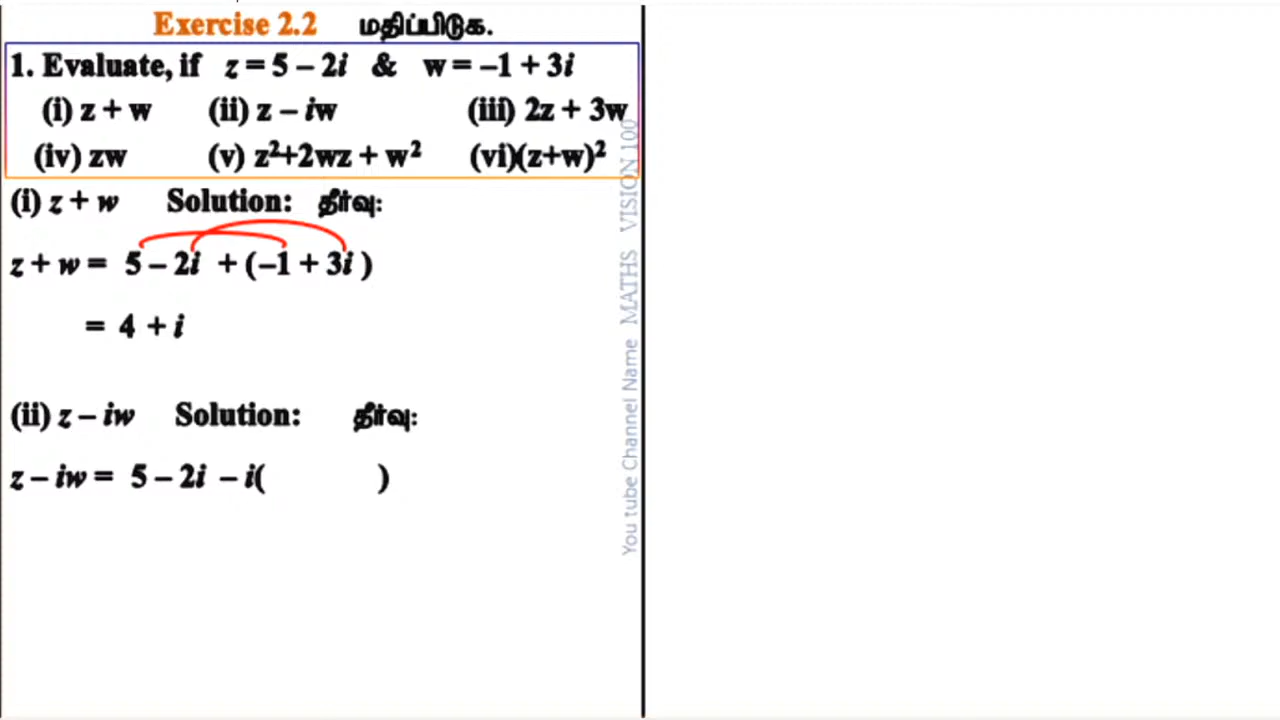 Exercise 2.2 மதிப்பிடுக.
1. Evaluate, if z = 5 – 2i & w = –1 + 3i
(i) z + w (ii) z – iw (iii) 2z + 3w
(iv) zw (v) z²+2wz + w² (vi)(z+w)²
(i) z + w Solution: தீர்வு:
z + w = 5 – 2i + (–1 + 3i )
= 4 + i
(ii) z – iw Solution: தீர்வு:
z – iw = 5 – 2i – i( )
You tube Channel Name MATHS VISION 100